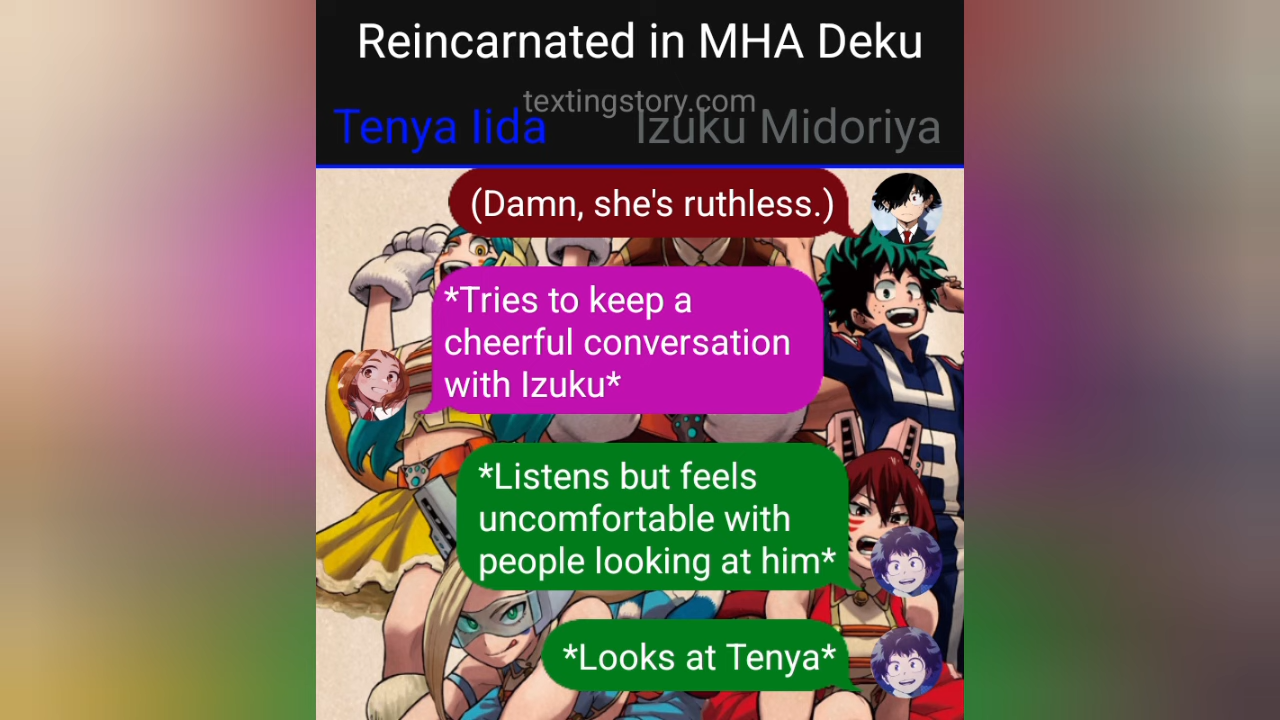 Reincarnated in MHA Deku
textingstory.com
Tenya Iida
Izuku Midoriya
(Damn, she's ruthless.)
*Tries to keep a
cheerful conversation
with Izuku*
*Listens but feels
uncomfortable with
people looking at him*
*Looks at Tenya*